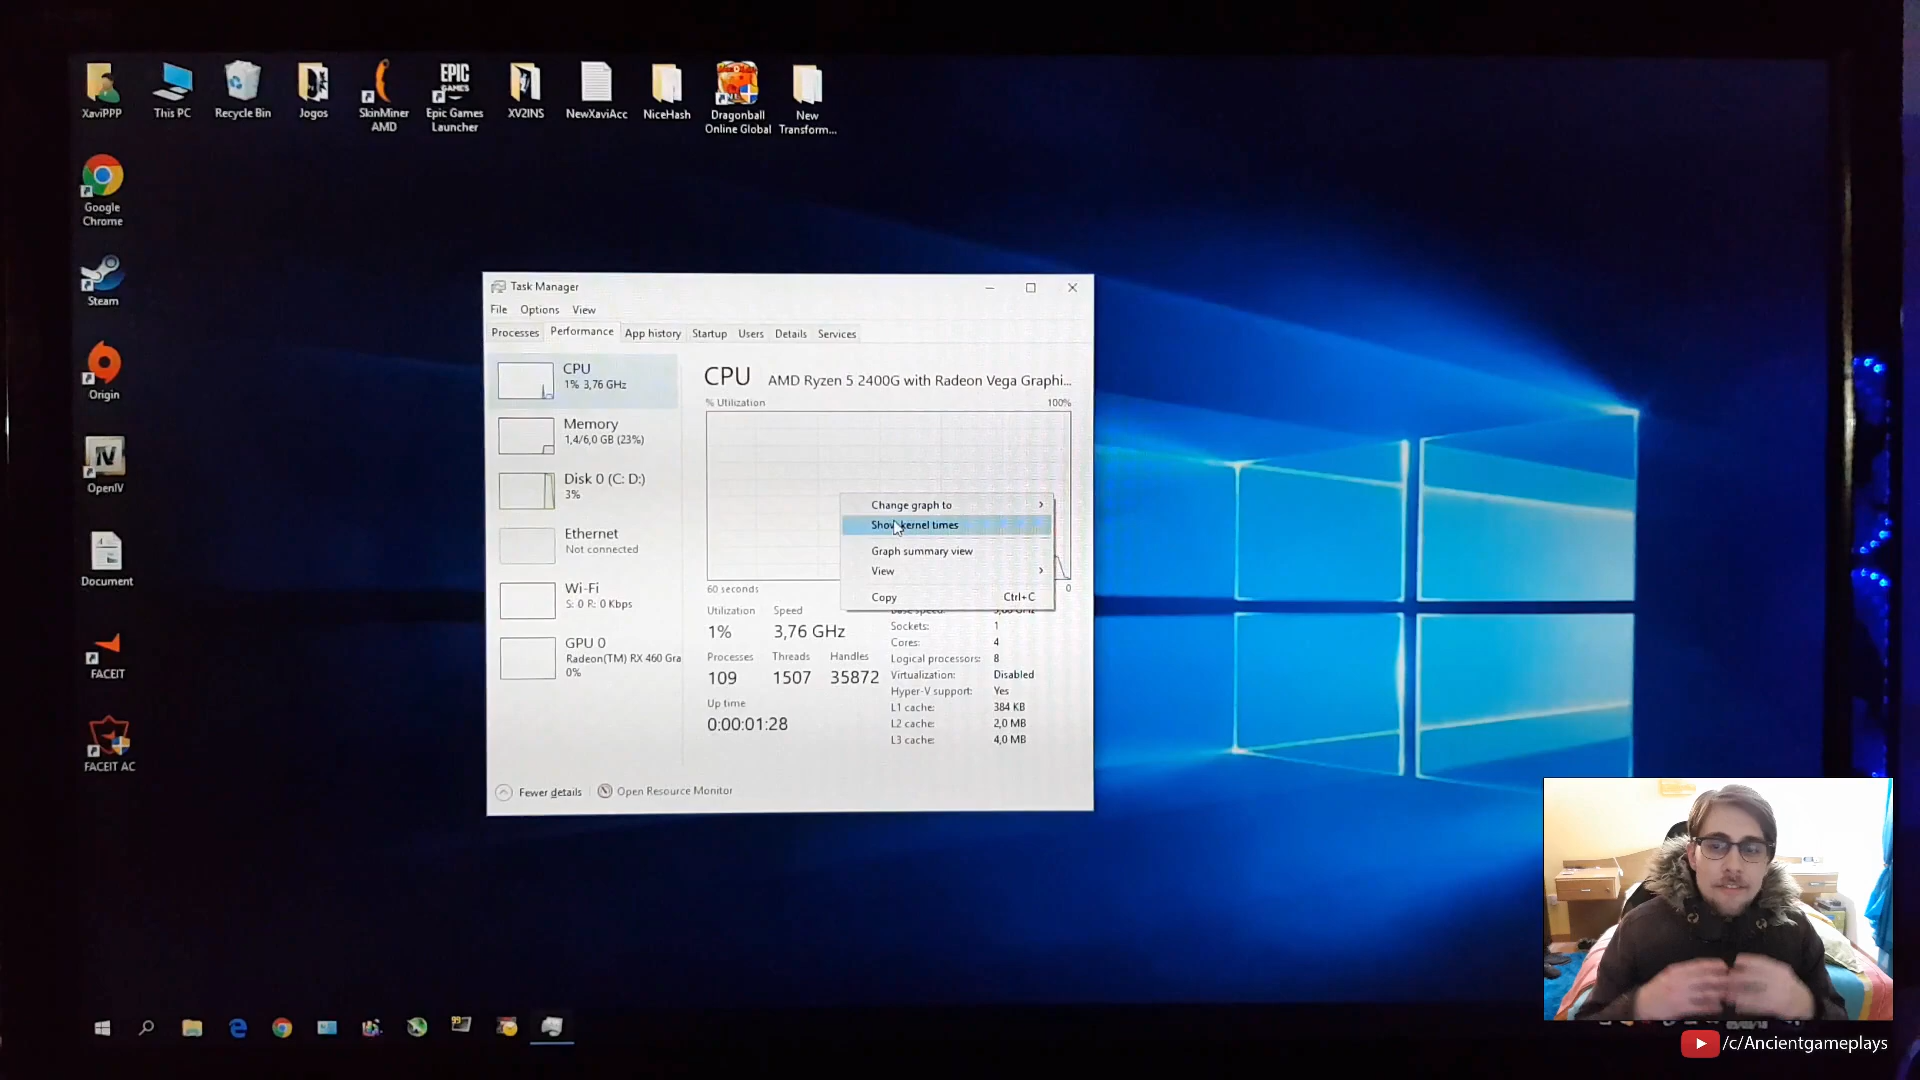 XaviPPP
This PC
Recycle Bin
Jogos
SkinMiner AMD
EPIC GAMES
Epic Games Launcher
XV2INS
NewXaviAcc
NiceHash
Dragonball Online Global
New Transform...
Google Chrome
Steam
Origin
IV
OpenIV
Document
FACEIT
FACEIT AC
Task Manager
File Options View
Processes Performance App history Startup Users Details Services
CPU
1% 3,76 GHz
Memory
1,4/6,0 GB (23%)
Disk 0 (C: D:)
3%
Ethernet
Not connected
Wi-Fi
S: 0 R: 0 Kbps
GPU 0
Radeon(TM) RX 460 Gra
0%
CPU AMD Ryzen 5 2400G with Radeon Vega Graphi...
% Utilization 100%
Change graph to
Show kernel times
Graph summary view
View
Copy Ctrl+C
60 seconds 0
Utilization Speed
1% 3,76 GHz
Processes Threads Handles
109 1507 35872
Up time
0:00:01:28
Base speed:
Sockets: 1
Cores: 4
Logical processors: 8
Virtualization: Disabled
Hyper-V support: Yes
L1 cache: 384 KB
L2 cache: 2,0 MB
L3 cache: 4,0 MB
Fewer details Open Resource Monitor
99
/c/Ancientgameplays